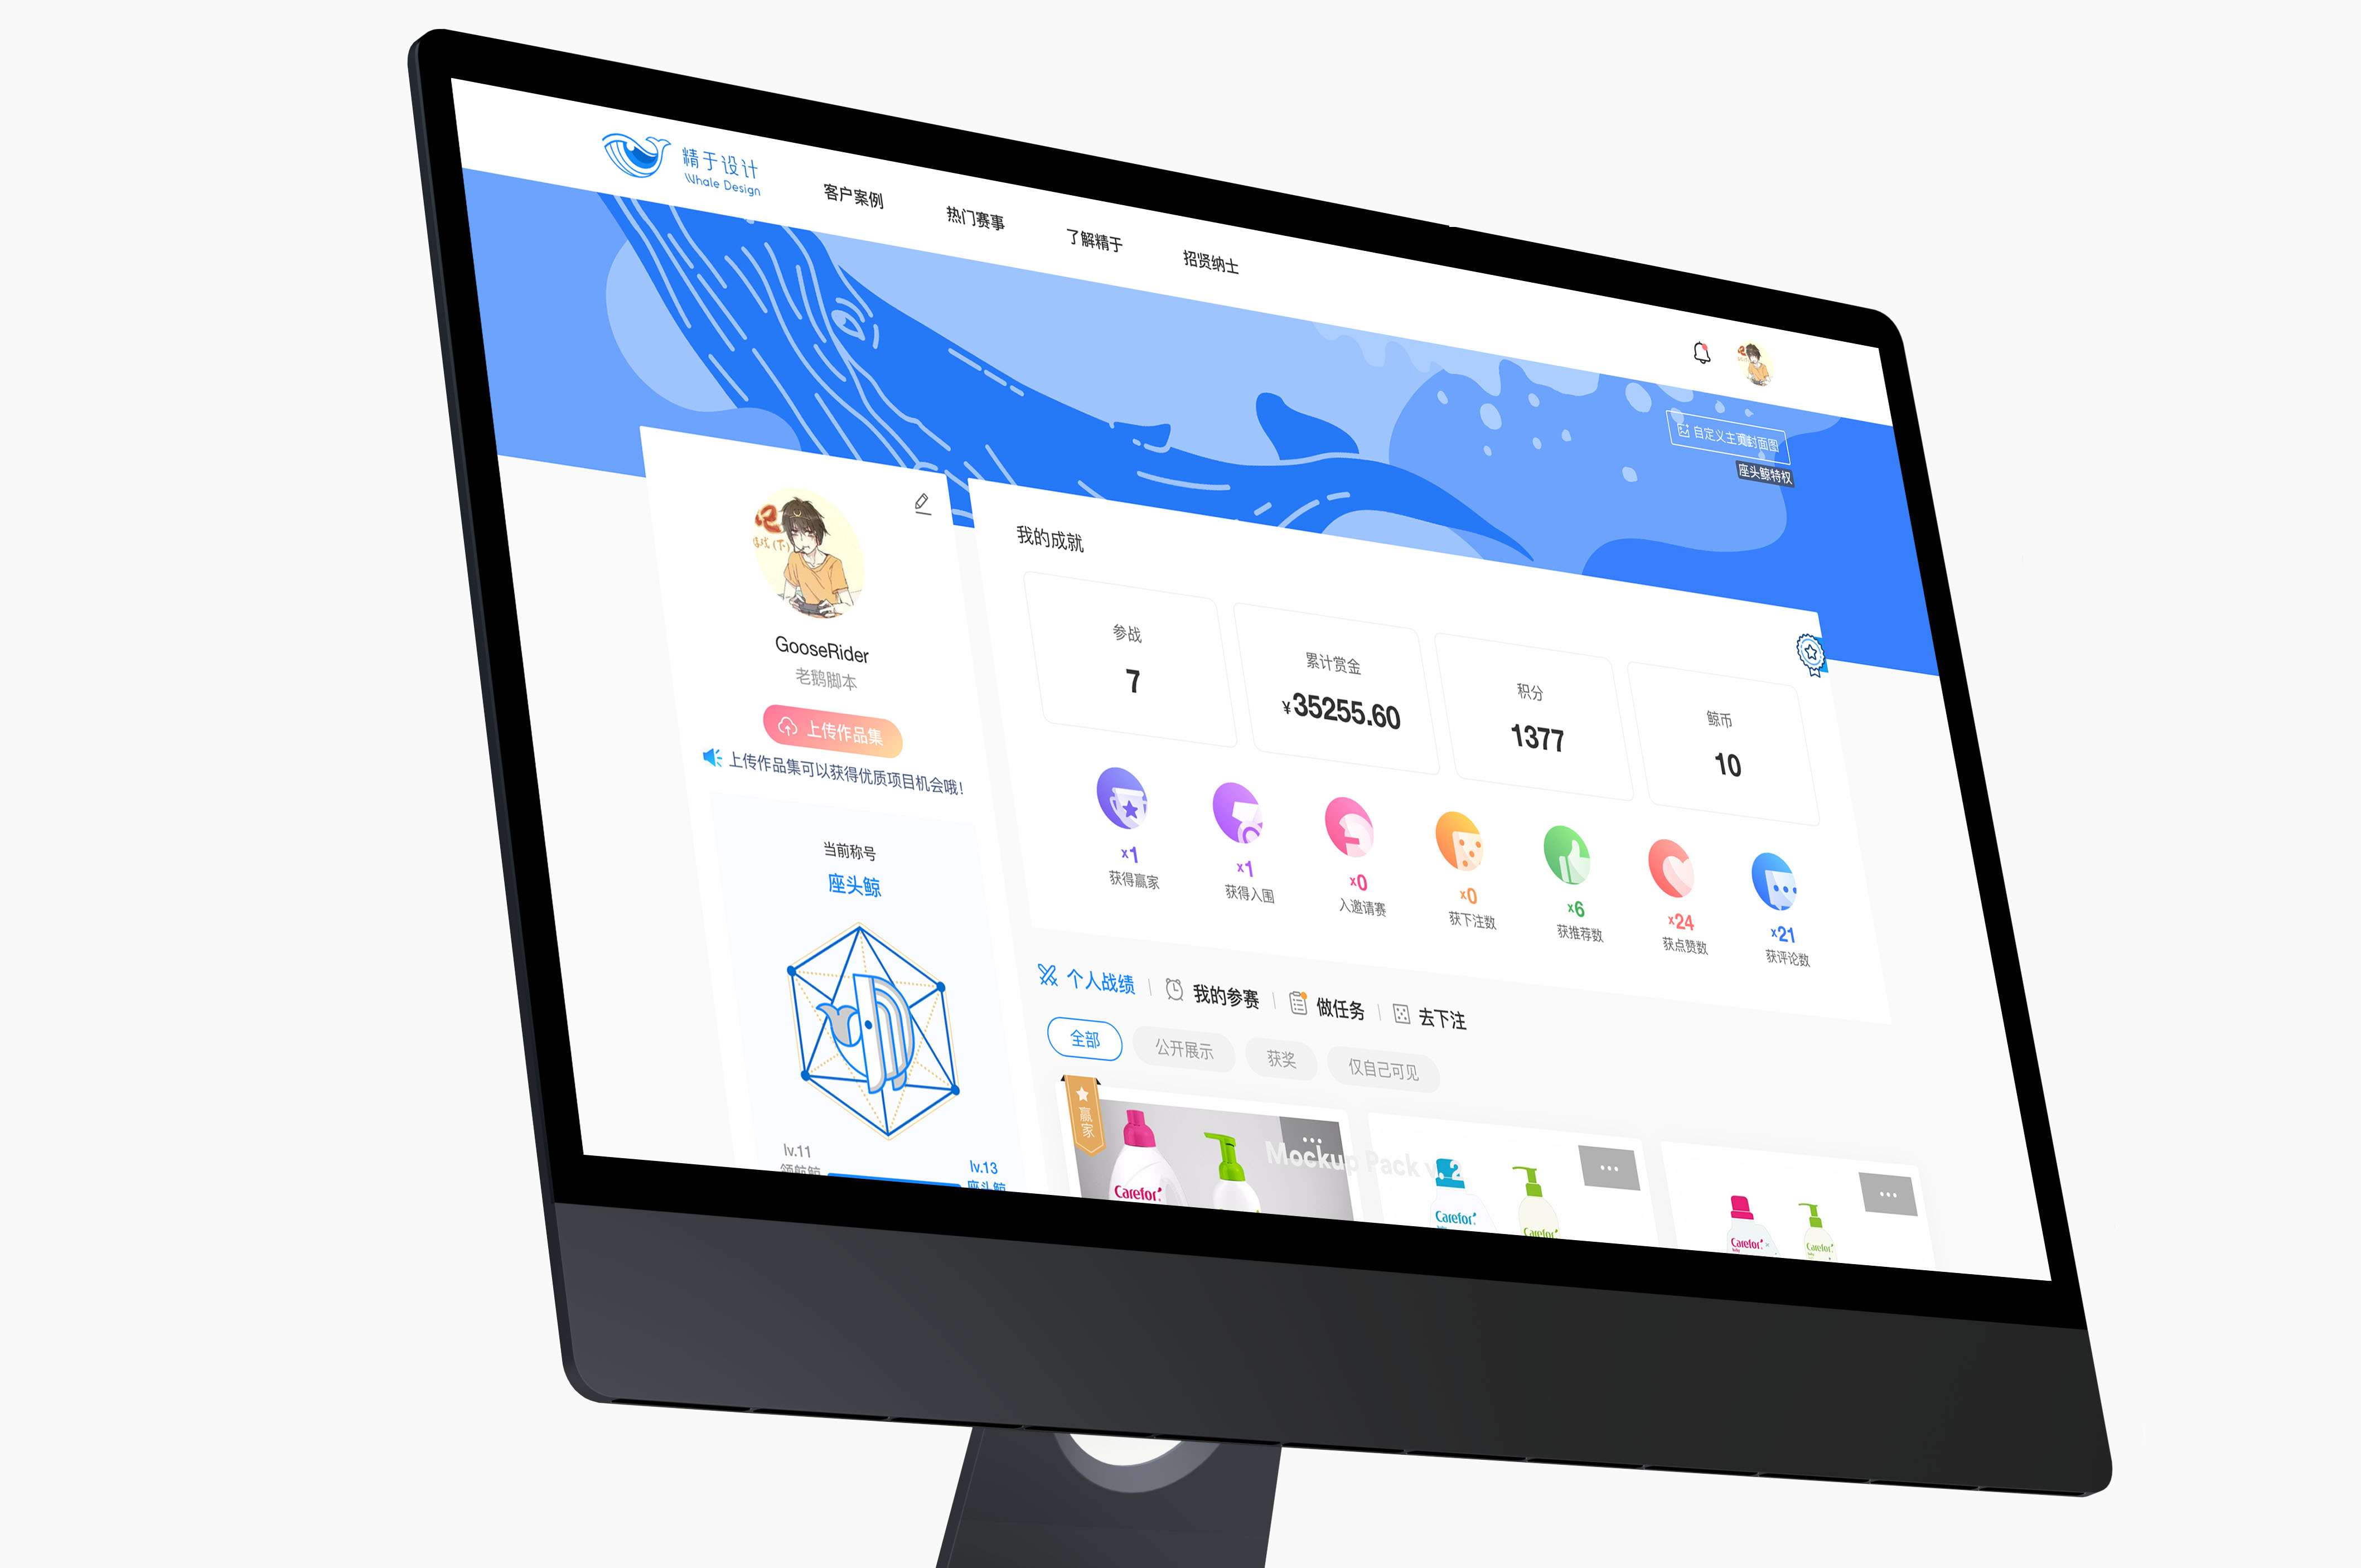 精于设计
Whale Design
客户案例
热门赛事
了解精于
招贤纳士
自定义主页封面图
座头鲸特权
GooseRider
老鹅脚本
上传作品集
上传作品集可以获得优质项目机会哦！
当前称号
座头鲸
lv.11
领航鲸
lv.13
座头鲸
我的成就
参战
7
累计赏金
¥35255.60
积分
1377
鲸币
10
x1
获得赢家
x1
获得入围
x0
入邀请赛
x0
获下注数
x6
获推荐数
x24
获点赞数
x21
获评论数
个人战绩
我的参赛
做任务
去下注
全部
公开展示
获奖
仅自己可见
赢家
Carefor
Mockup Pack v. 2
Carefor
Carefor
Carefor
Carefor